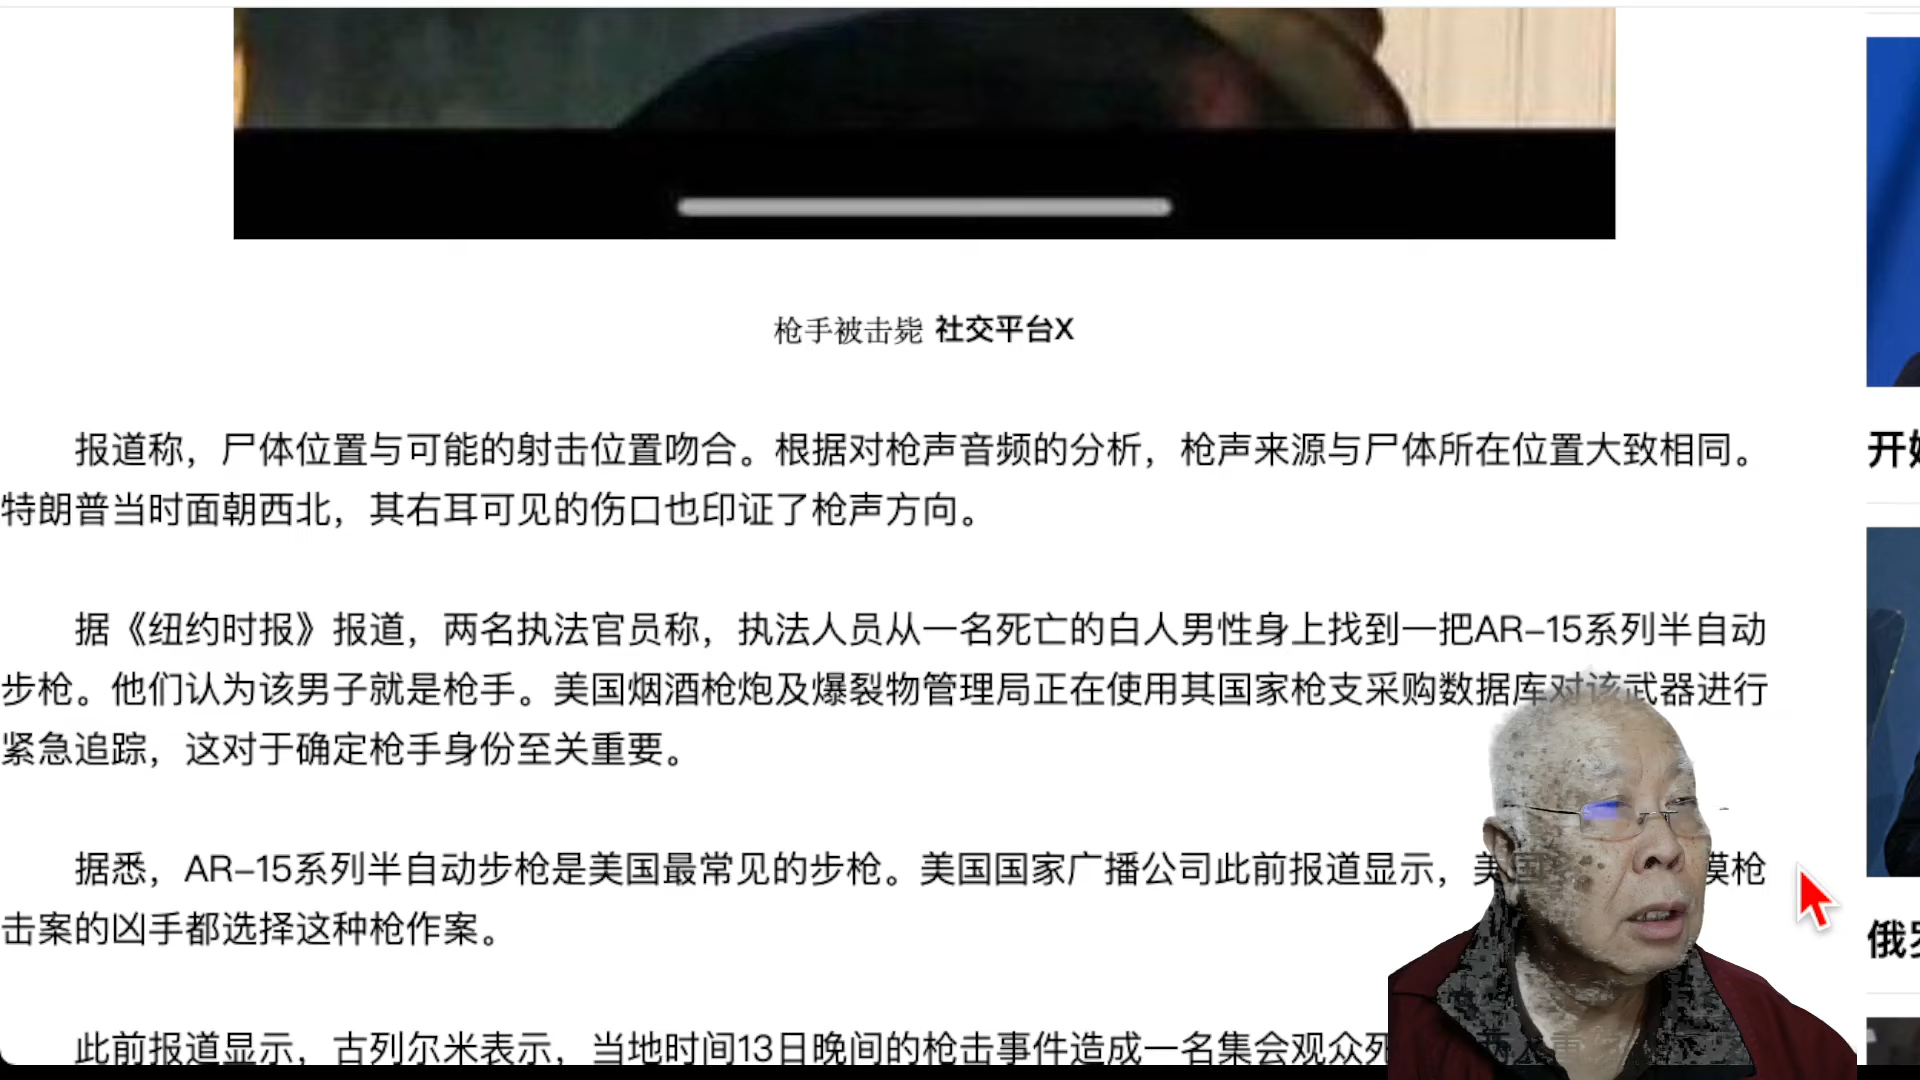 枪手被击毙 社交平台X
报道称，尸体位置与可能的射击位置吻合。根据对枪声音频的分析，枪声来源与尸体所在位置大致相同。
特朗普当时面朝西北，其右耳可见的伤口也印证了枪声方向。
据《纽约时报》报道，两名执法官员称，执法人员从一名死亡的白人男性身上找到一把AR-15系列半自动
步枪。他们认为该男子就是枪手。美国烟酒枪炮及爆裂物管理局正在使用其国家枪支采购数据库对该武器进行
紧急追踪，这对于确定枪手身份至关重要。
据悉，AR-15系列半自动步枪是美国最常见的步枪。美国国家广播公司此前报道显示，美国 模枪
击案的凶手都选择这种枪作案。
此前报道显示，古列尔米表示，当地时间13日晚间的枪击事件造成一名集会观众死
开始
俄罗